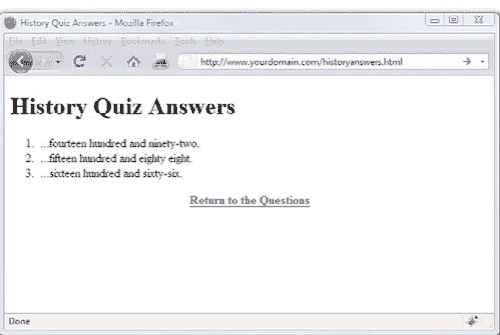 History Quiz Answers - Mozilla Firefox
File Edit View History Bookmarks Tools Help
http://www.yourdomain.com/historyanswers.html
History Quiz Answers
1. ...fourteen hundred and ninety-two.
2. ...fifteen hundred and eighty eight.
3. ...sixteen hundred and sixty-six.
Return to the Questions
Done